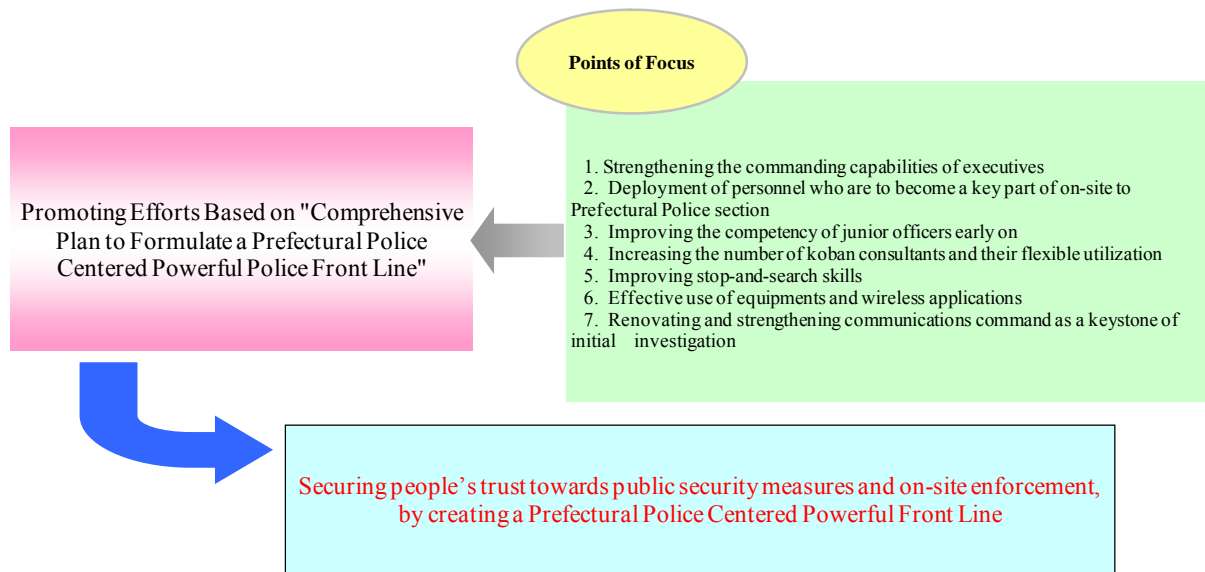 Points of Focus
1. Strengthening the commanding capabilities of executives
2. Deployment of personnel who are to become a key part of on-site to
Prefectural Police section
3. Improving the competency of junior officers early on
4. Increasing the number of koban consultants and their flexible utilization
5. Improving stop-and-search skills
6. Effective use of equipments and wireless applications
7. Renovating and strengthening communications command as a keystone of
initial investigation
Promoting Efforts Based on "Comprehensive
Plan to Formulate a Prefectural Police
Centered Powerful Police Front Line"
Securing people's trust towards public security measures and on-site enforcement,
by creating a Prefectural Police Centered Powerful Front Line